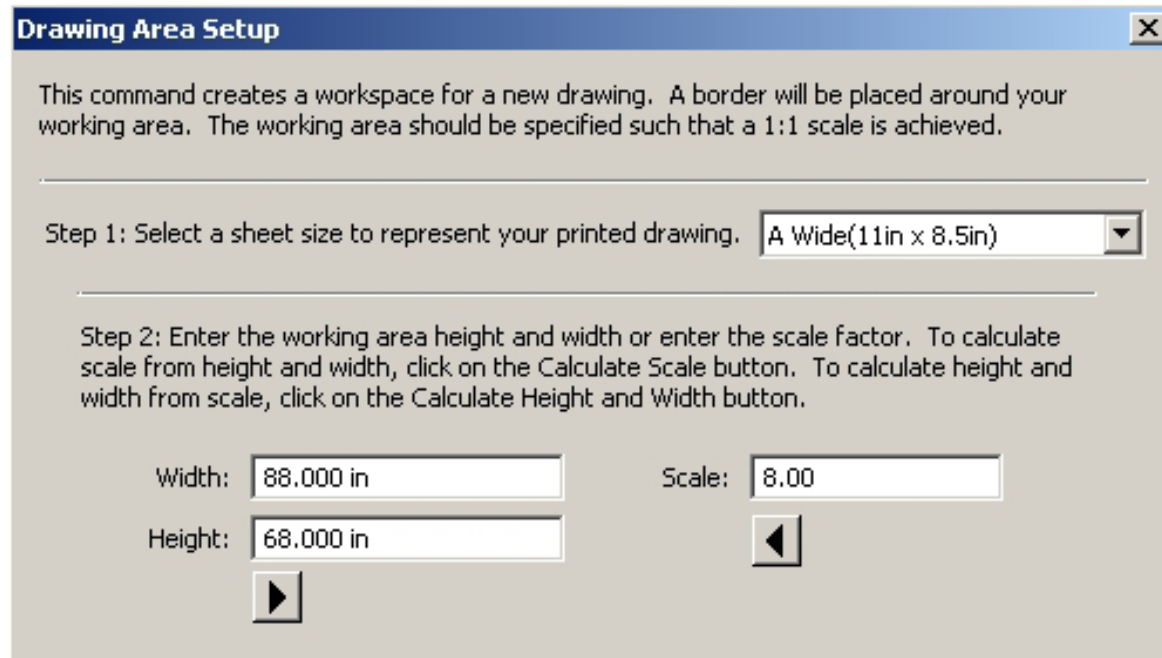 Drawing Area Setup
This command creates a workspace for a new drawing.  A border will be placed around your
working area.  The working area should be specified such that a 1:1 scale is achieved.
Step 1: Select a sheet size to represent your printed drawing. A Wide(11in x 8.5in)
Step 2: Enter the working area height and width or enter the scale factor.  To calculate
scale from height and width, click on the Calculate Scale button.  To calculate height and
width from scale, click on the Calculate Height and Width button.
Width: 88.000 in Scale: 8.00
Height: 68.000 in